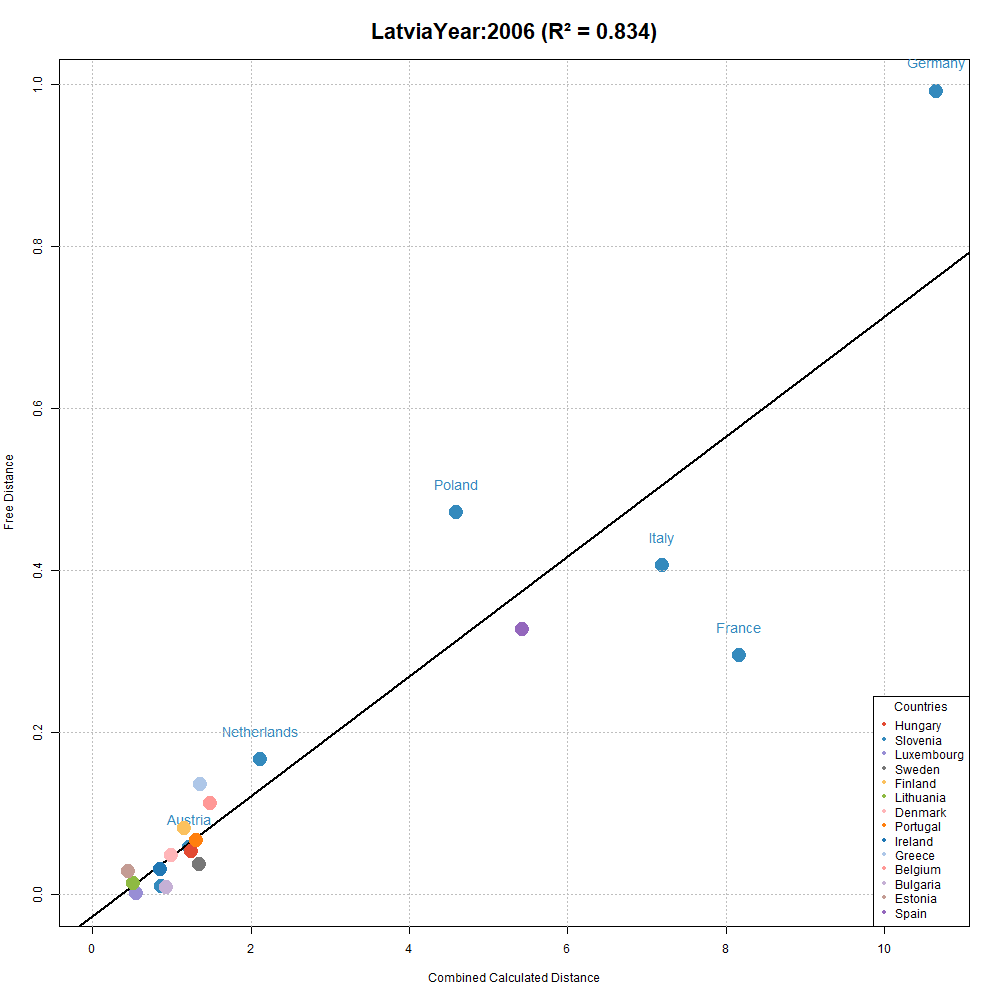 LatviaYear:2006 (R² = 0.834)
Germany
Poland
Italy
France
Netherlands
Austria
Free Distance
1.0
0.8
0.6
0.4
0.2
0.0
0
2
4
6
8
10
Combined Calculated Distance
Countries
Hungary
Slovenia
Luxembourg
Sweden
Finland
Lithuania
Denmark
Portugal
Ireland
Greece
Belgium
Bulgaria
Estonia
Spain